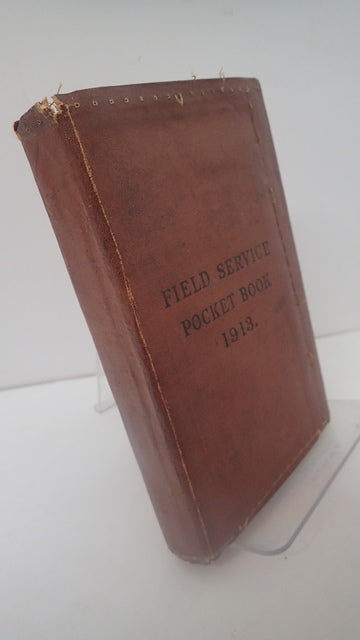 FIELD SERVICE
POCKET BOOK
1913.